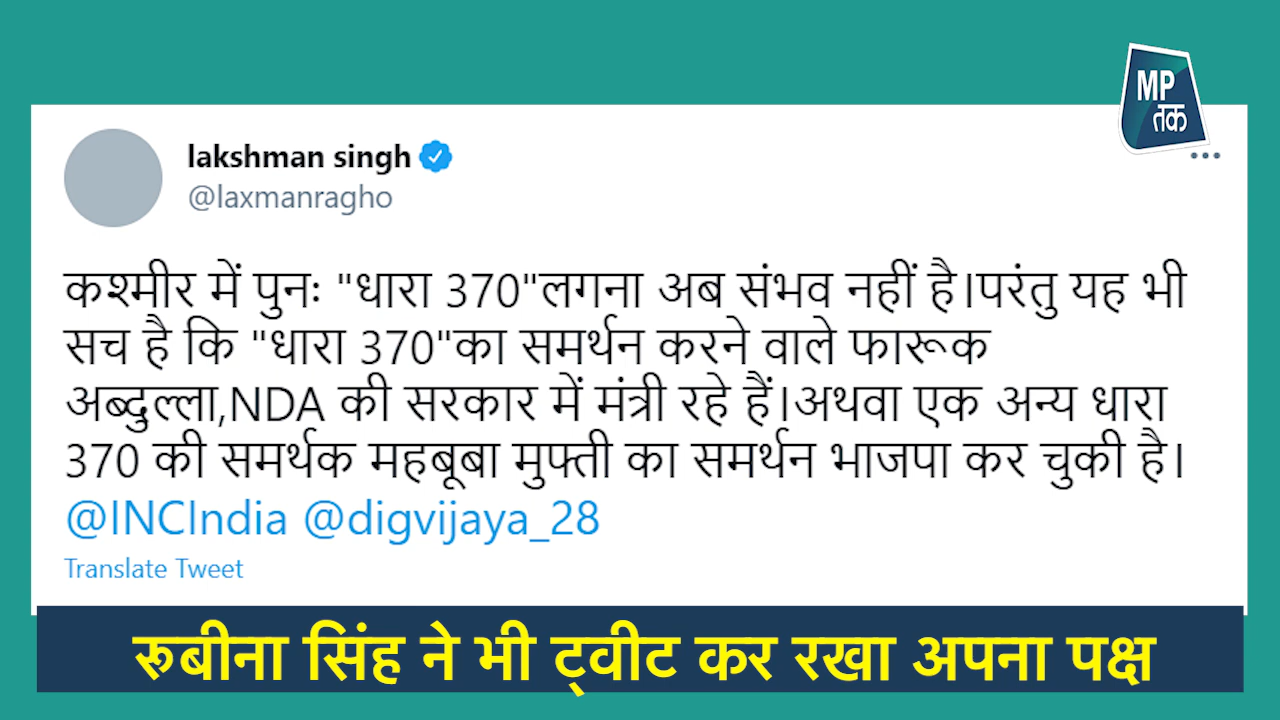 MP
तक
lakshman singh
@laxmanragho
कश्मीर में पुनः "धारा 370"लगना अब संभव नहीं है।परंतु यह भी
सच है कि "धारा 370"का समर्थन करने वाले फारूक
अब्दुल्ला,NDA की सरकार में मंत्री रहे हैं।अथवा एक अन्य धारा
370 की समर्थक महबूबा मुफ्ती का समर्थन भाजपा कर चुकी है।
@INCIndia @digvijaya_28
Translate Tweet
रूबीना सिंह ने भी ट्वीट कर रखा अपना पक्ष